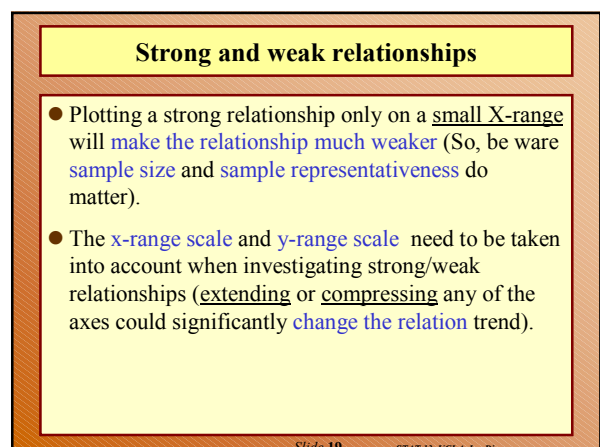 Strong and weak relationships
● Plotting a strong relationship only on a small X-range
will make the relationship much weaker (So, be ware
sample size and sample representativeness do
matter).
● The x-range scale and y-range scale need to be taken
into account when investigating strong/weak
relationships (extending or compressing any of the
axes could significantly change the relation trend).
Slide 19